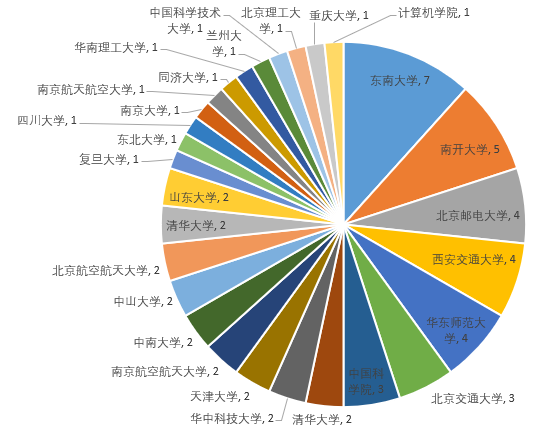 中国科学技术
大学, 1
北京理工大
学, 1
重庆大学, 1
计算机学院, 1
兰州大
学, 1
华南理工大学, 1
同济大学, 1
南京航天航空大学, 1
南京大学, 1
四川大学, 1
东北大学, 1
复旦大学, 1
山东大学, 2
清华大学, 2
北京航空航天大学, 2
中山大学, 2
中南大学, 2
南京航空航天大学, 2
天津大学, 2
华中科技大学, 2
清华大学, 2
中国科
学院, 3
北京交通大学, 3
华东师范大
学, 4
西安交通大学, 4
北京邮电大学, 4
南开大学, 5
东南大学, 7